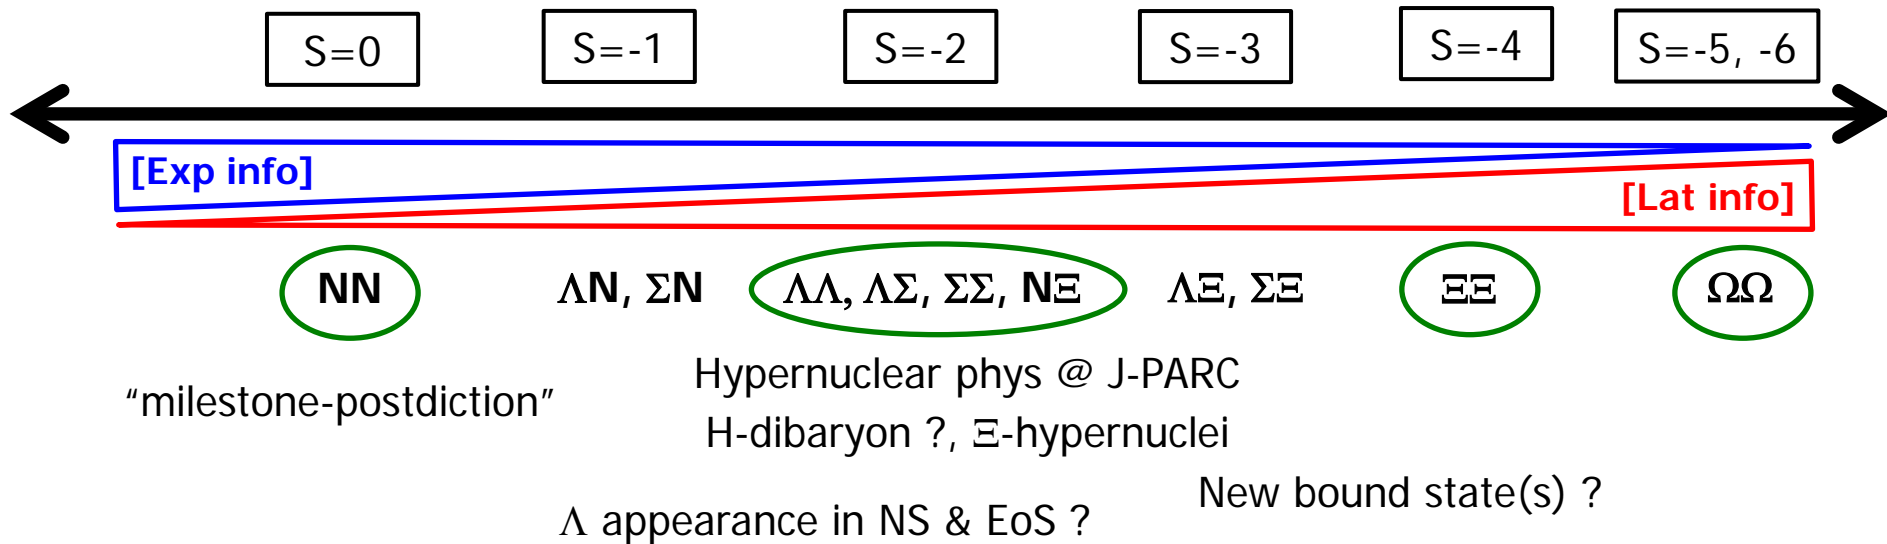 S=0 S=-1 S=-2 S=-3 S=-4 S=-5, -6
[Exp info]
[Lat info]
NN ΛN, ΣN ΛΛ, ΛΣ, ΣΣ, NΞ ΛΞ, ΣΞ ΞΞ ΩΩ
"milestone-postdiction"
Hypernuclear phys @ J-PARC
H-dibaryon ?, Ξ-hypernuclei
New bound state(s) ?
Λ appearance in NS & EoS ?